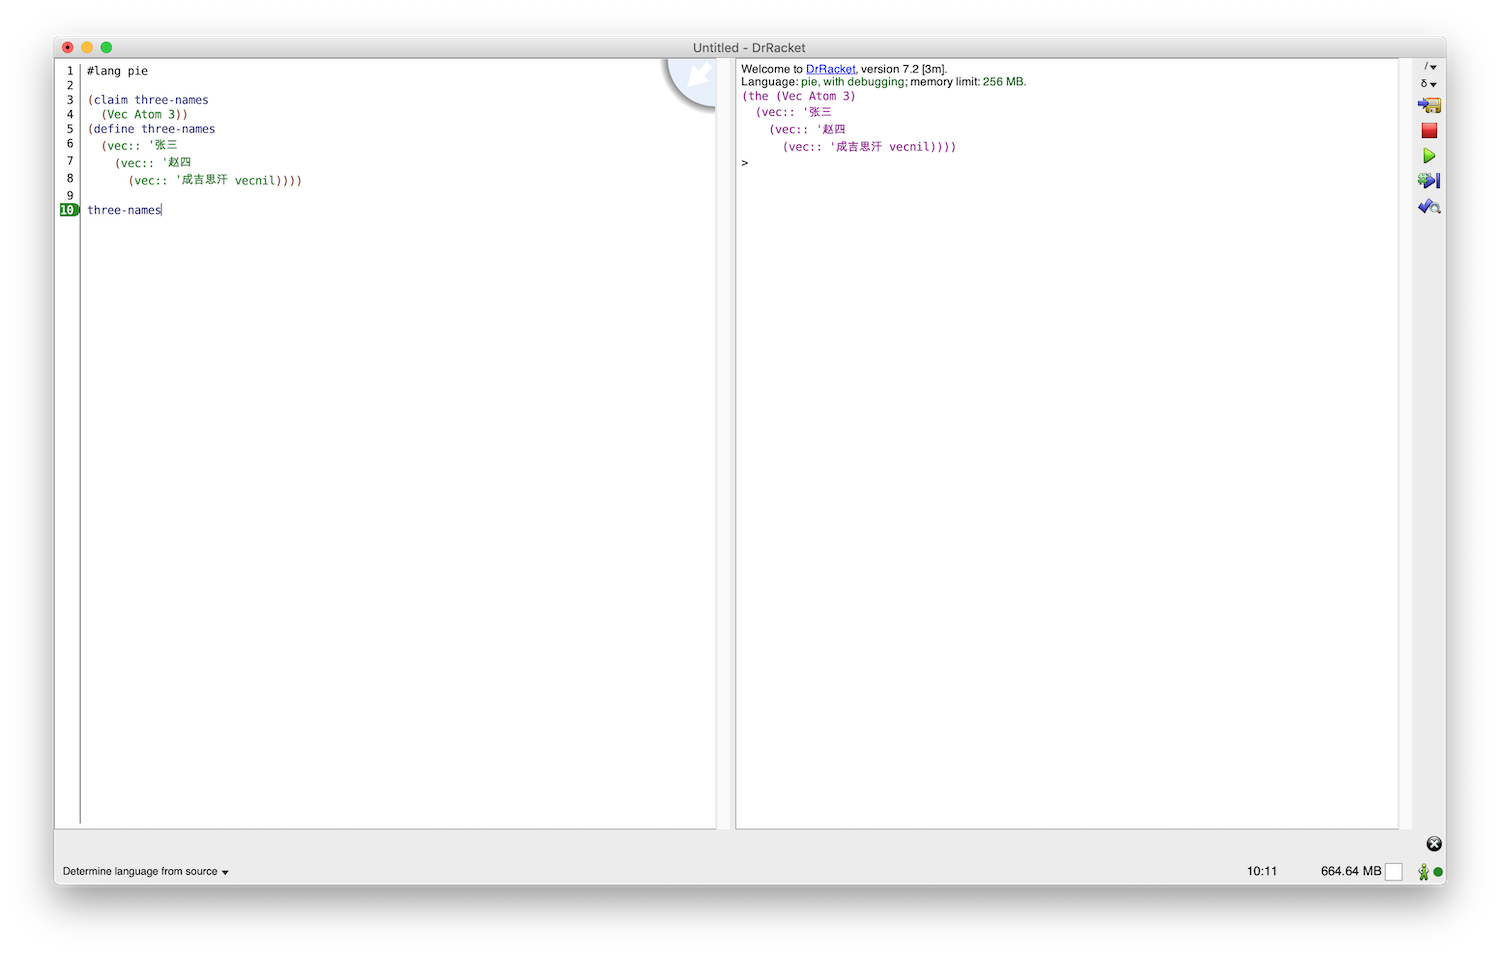 Untitled - DrRacket
1 #lang pie
2
3 (claim three-names
4   (Vec Atom 3))
5 (define three-names
6   (vec:: '张三
7     (vec:: '赵四
8       (vec:: '成吉思汗 vecnil))))
9
10 three-names
Welcome to DrRacket, version 7.2 [3m].
Language: pie, with debugging; memory limit: 256 MB.
(the (Vec Atom 3)
  (vec:: '张三
    (vec:: '赵四
      (vec:: '成吉思汗 vecnil))))
>
/
δ
Determine language from source
10:11
664.64 MB